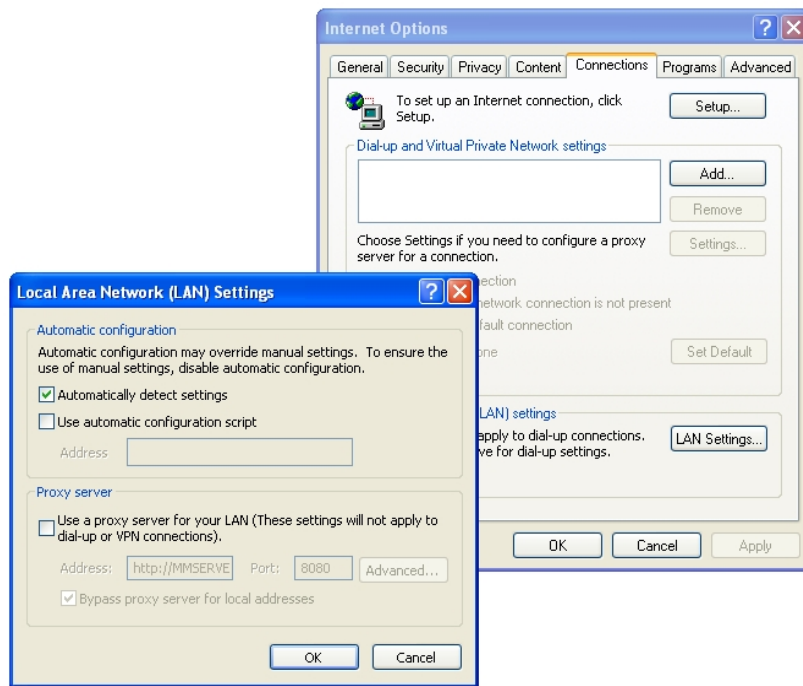 Internet Options
General Security Privacy Content Connections Programs Advanced
To set up an Internet connection, click
Setup.
Setup...
Dial-up and Virtual Private Network settings
Add...
Remove
Choose Settings if you need to configure a proxy
server for a connection.
Settings...
network connection is not present
connection
Set Default
LAN) settings
apply to dial-up connections.
for dial-up settings.
LAN Settings...
OK Cancel Apply
Local Area Network (LAN) Settings
Automatic configuration
Automatic configuration may override manual settings. To ensure the
use of manual settings, disable automatic configuration.
Automatically detect settings
Use automatic configuration script
Address
Proxy server
Use a proxy server for your LAN (These settings will not apply to
dial-up or VPN connections).
Address: http://MMSERVE Port: 8080 Advanced...
Bypass proxy server for local addresses
OK Cancel